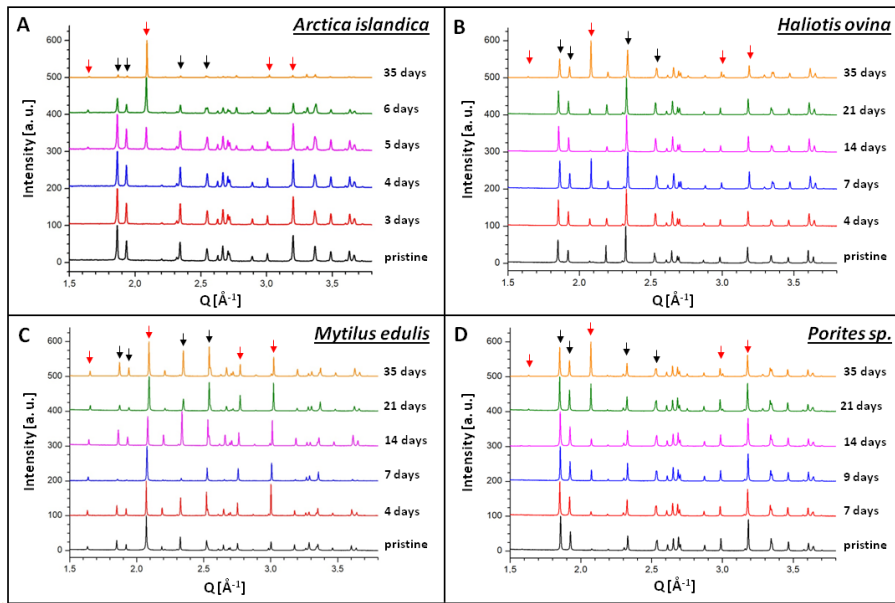 A
Arctica islandica
600
500
400
300
200
100
0
Intensity [a. u.]
35 days
6 days
5 days
4 days
3 days
pristine
1.5 2.0 2.5 3.0 3.5
Q [Å⁻¹]
B
Haliotis ovina
600
500
400
300
200
100
0
Intensity [a. u.]
35 days
21 days
14 days
7 days
4 days
pristine
1.5 2.0 2.5 3.0 3.5
Q [Å⁻¹]
C
Mytilus edulis
600
500
400
300
200
100
0
Intensity [a. u.]
35 days
21 days
14 days
7 days
4 days
pristine
1.5 2.0 2.5 3.0 3.5
Q [Å⁻¹]
D
Porites sp.
600
500
400
300
200
100
0
Intensity [a. u.]
35 days
21 days
14 days
9 days
7 days
pristine
1.5 2.0 2.5 3.0 3.5
Q [Å⁻¹]